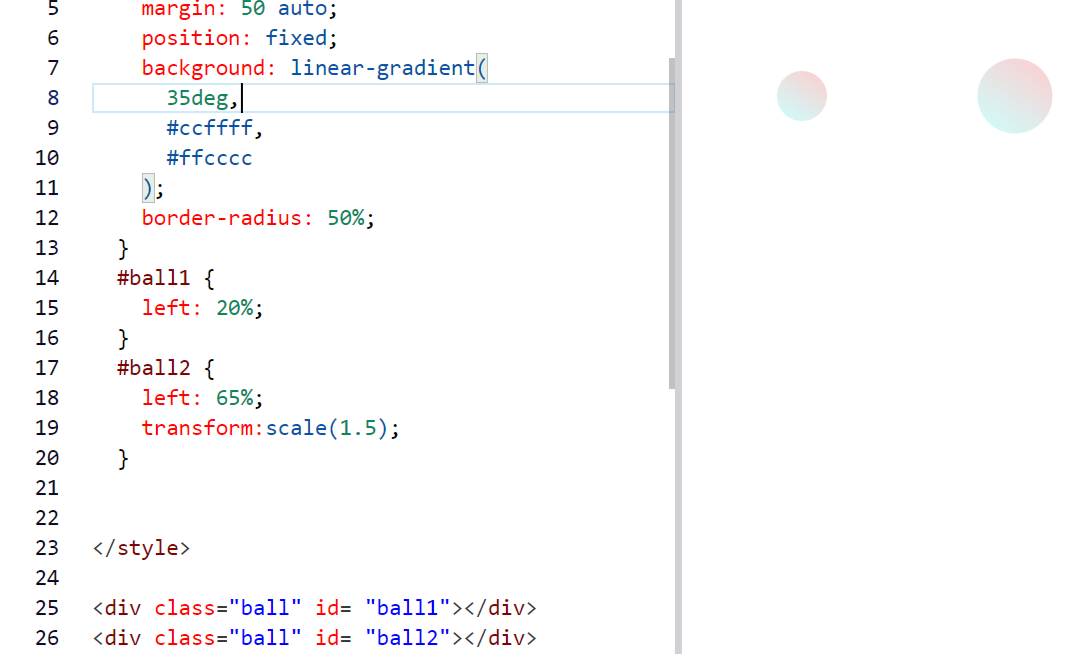 5 margin: 50 auto;
6 position: fixed;
7 background: linear-gradient(
8 35deg,
9 #ccffff,
10 #ffcccc
11 );
12 border-radius: 50%;
13 }
14 #ball1 {
15 left: 20%;
16 }
17 #ball2 {
18 left: 65%;
19 transform:scale(1.5);
20 }
21
22
23 </style>
24
25 <div class="ball" id= "ball1"></div>
26 <div class="ball" id= "ball2"></div>